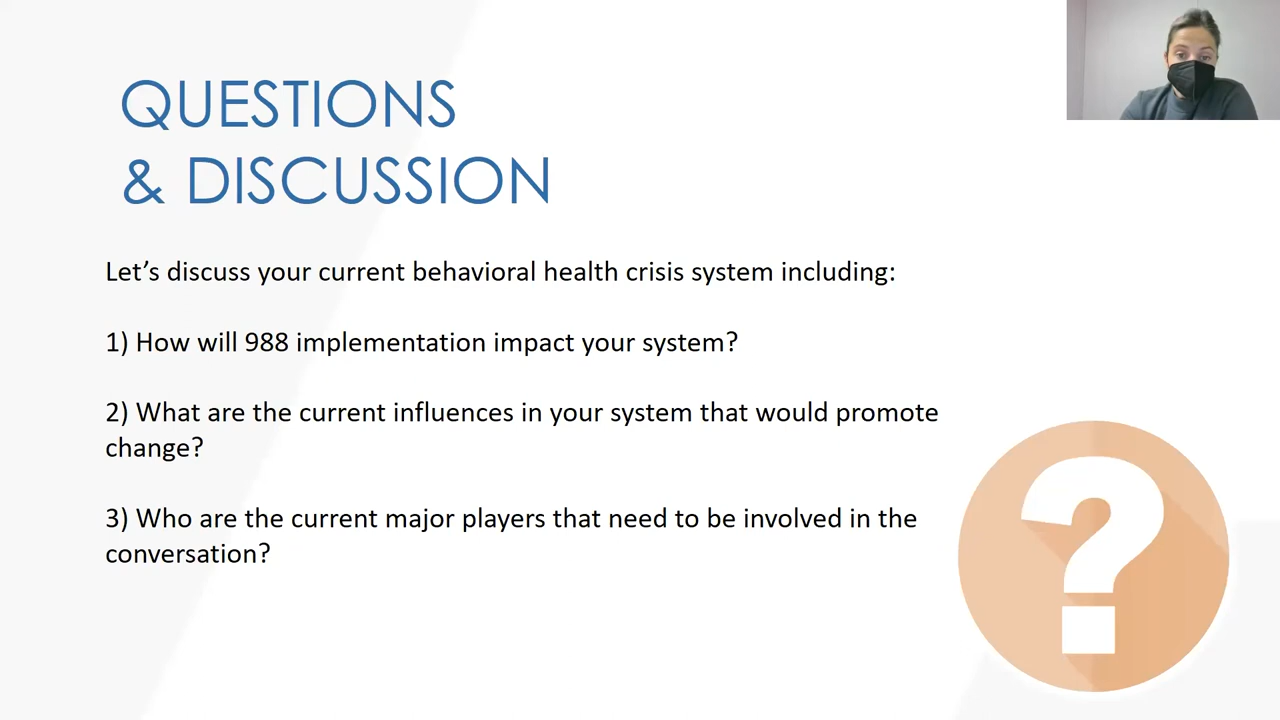 QUESTIONS
& DISCUSSION
Let’s discuss your current behavioral health crisis system including:
1) How will 988 implementation impact your system?
2) What are the current influences in your system that would promote
change?
3) Who are the current major players that need to be involved in the
conversation?
?